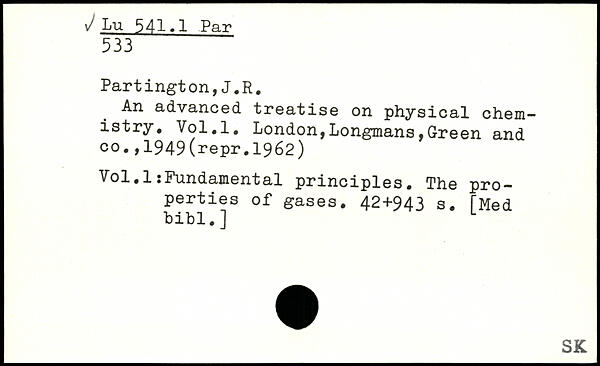 ✓ Lu 541.1 Par
533
Partington,J.R.
An advanced treatise on physical chem-
istry. Vol.1. London,Longmans,Green and
co.,1949(repr.1962)
Vol.1:Fundamental principles. The pro-
perties of gases. 42+943 s. [Med
bibl.]
SK